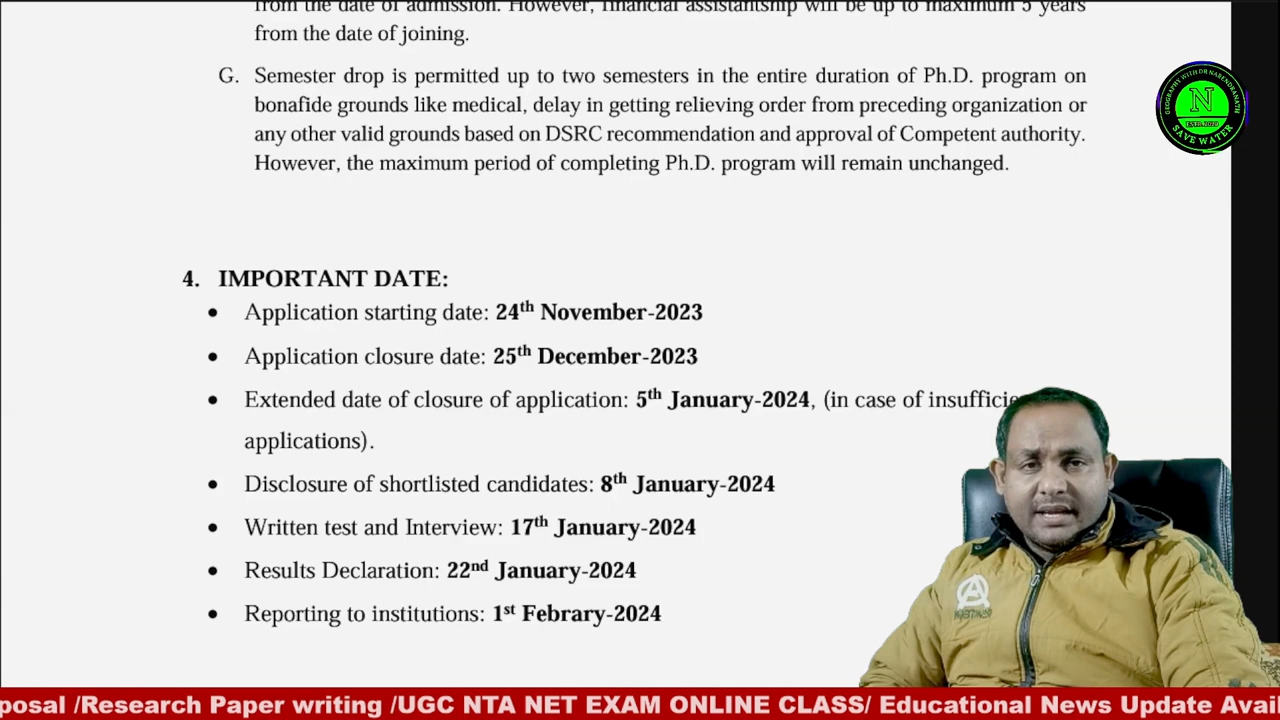 from the date of admission. However, financial assistantship will be up to maximum 5 years
from the date of joining.
G. Semester drop is permitted up to two semesters in the entire duration of Ph.D. program on
bonafide grounds like medical, delay in getting relieving order from preceding organization or
any other valid grounds based on DSRC recommendation and approval of Competent authority.
However, the maximum period of completing Ph.D. program will remain unchanged.
GEOGRAPHY WITH DR NARENDRANATH
N
SAVE WATER
4. IMPORTANT DATE:
• Application starting date: 24th November-2023
• Application closure date: 25th December-2023
• Extended date of closure of application: 5th January-2024, (in case of
applications).
• Disclosure of shortlisted candidates: 8th January-2024
• Written test and Interview: 17th January-2024
• Results Declaration: 22nd January-2024
• Reporting to institutions: 1st Febrary-2024
posal /Research Paper writing /UGC NTA NET EXAM ONLINE CLASS/ Educational News Update Avai